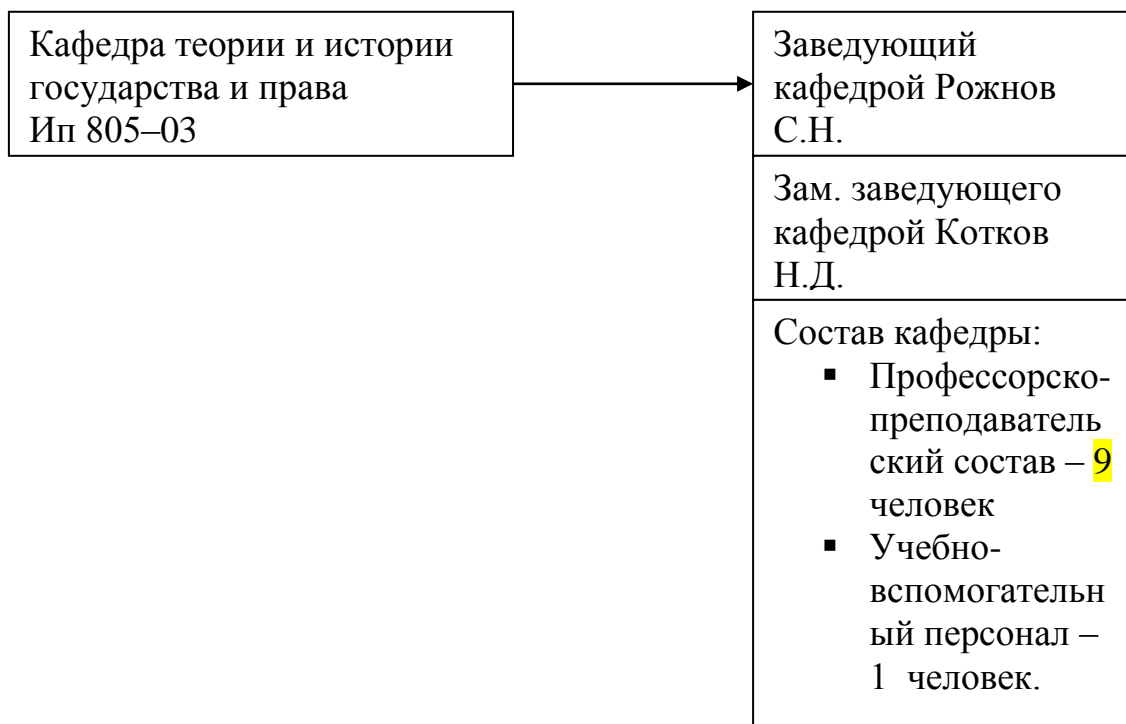 Кафедра теории и истории
государства и права
Ип 805–03
Заведующий
кафедрой Рожнов
С.Н.
Зам. заведующего
кафедрой Котков
Н.Д.
Состав кафедры:
▪ Профессорско-
преподаватель
ский состав – 9
человек
▪ Учебно-
вспомогательн
ый персонал –
1 человек.